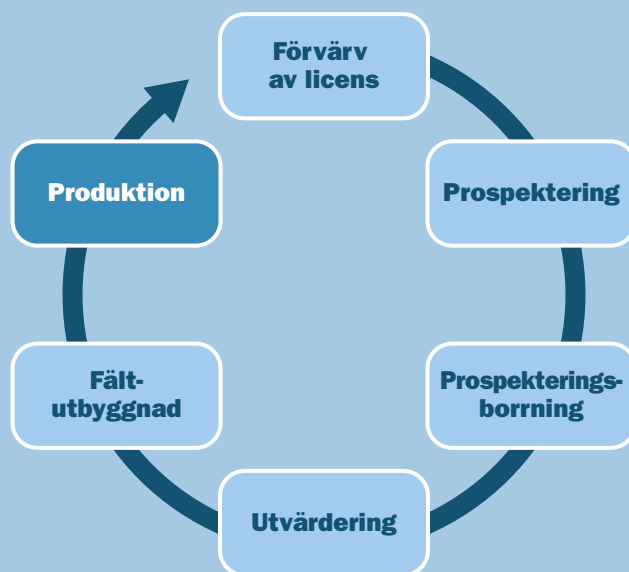 Förvärv
av licens
Prospektering
Prospekterings-
borrning
Utvärdering
Fält-
utbyggnad
Produktion